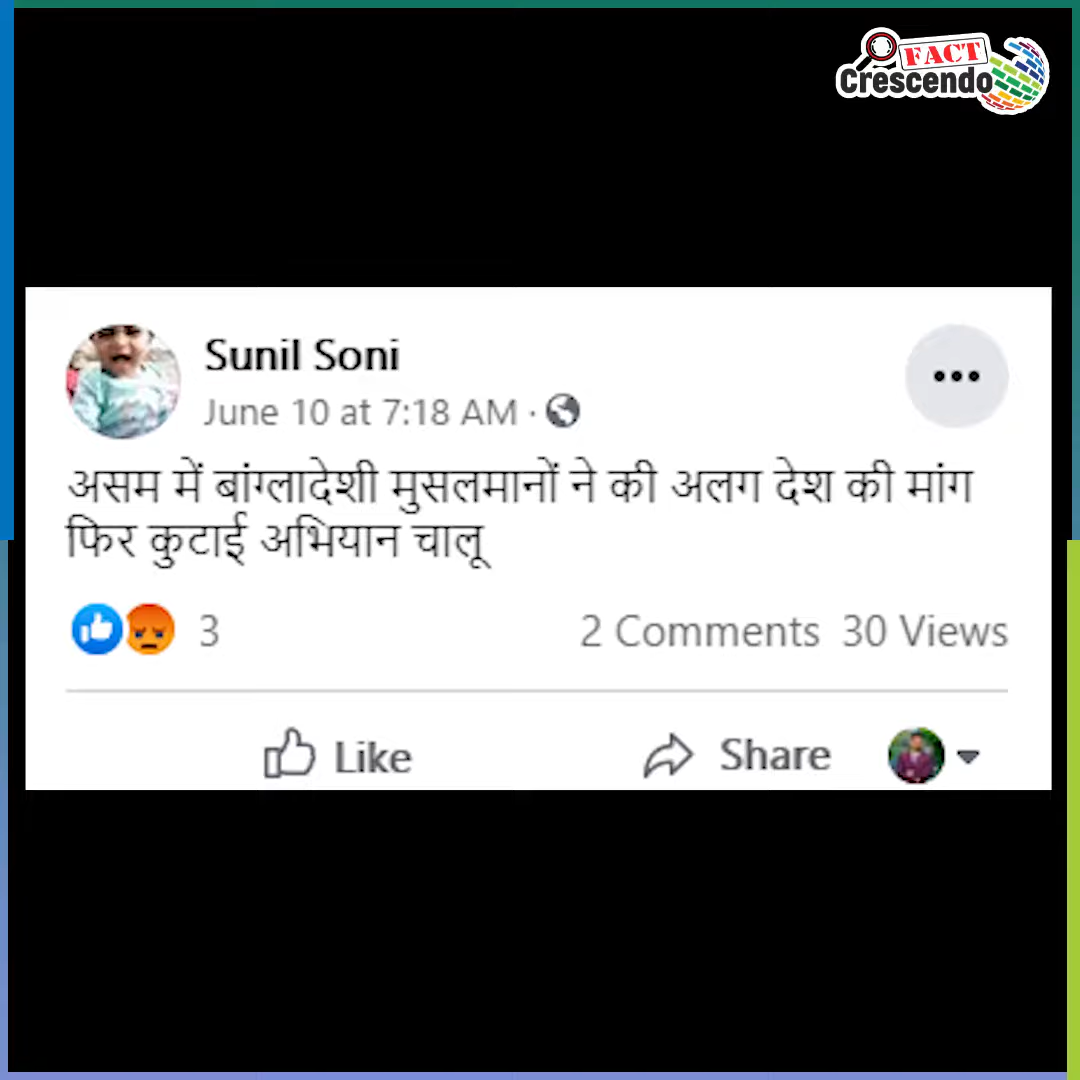 FACT
Crescendo
Sunil Soni
June 10 at 7:18 AM ·
असम में बांग्लादेशी मुसलमानों ने की अलग देश की मांग
फिर कुटाई अभियान चालू
3 2 Comments 30 Views
Like Share